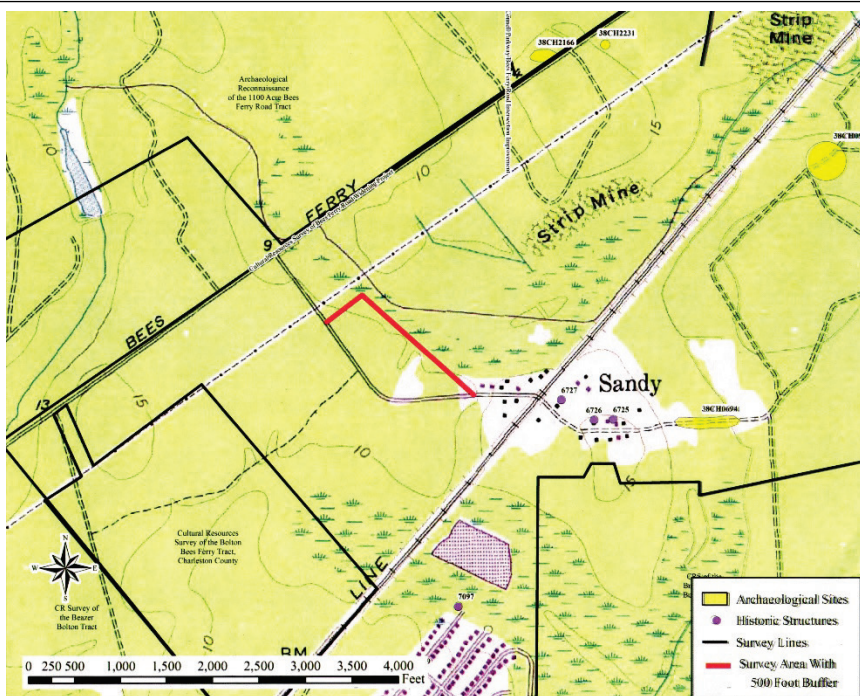 Strip
Mine
38CH2166
38CH2231
Archaeological
Reconnaissance
of the 1100 Acre Bees
Ferry Road Tract
10
15
10
FERRY
9
Strip Mine
BEES
Sandy
6727
6726
6725
38CH0694
13
15
10
10
15
Cultural Resources
Survey of the Bolton
Bees Ferry Tract,
Charleston County
N
W
E
S
CR Survey of
the Beazer
Bolton Tract
LINE
7097
BM
10
Archaeological Sites
Historic Structures
Survey Lines
Survey Area With
500 Foot Buffer
0 250 500 1,000 1,500 2,000 2,500 3,000 3,500 4,000
Feet